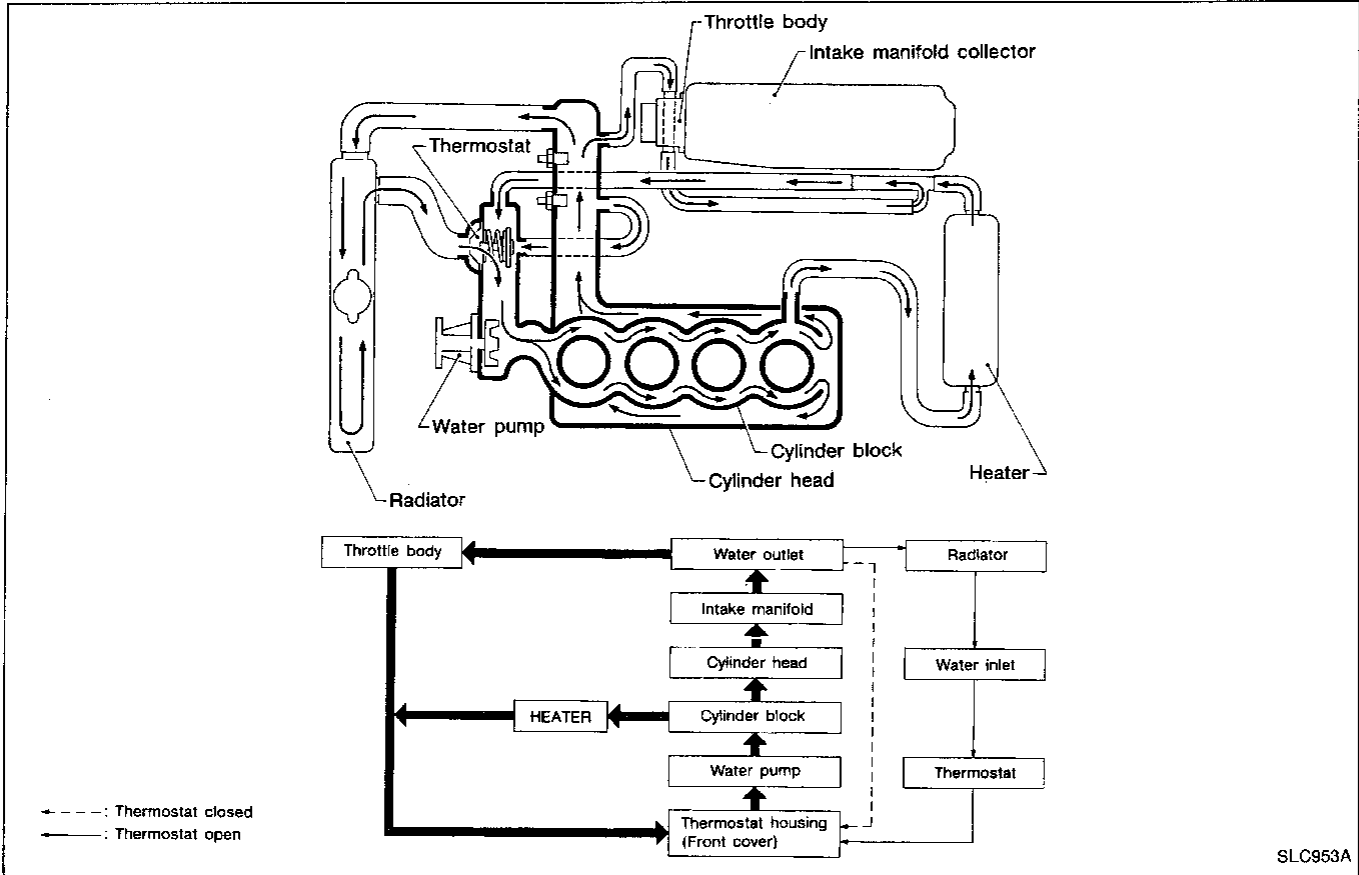 Throttle body
Intake manifold collector
Thermostat
Water pump
Cylinder block
Cylinder head
Heater
Radiator
Throttle body
Water outlet
Radiator
Intake manifold
Cylinder head
Water inlet
HEATER
Cylinder block
Water pump
Thermostat
: Thermostat closed
Thermostat housing
(Front cover)
: Thermostat open
SLC953A